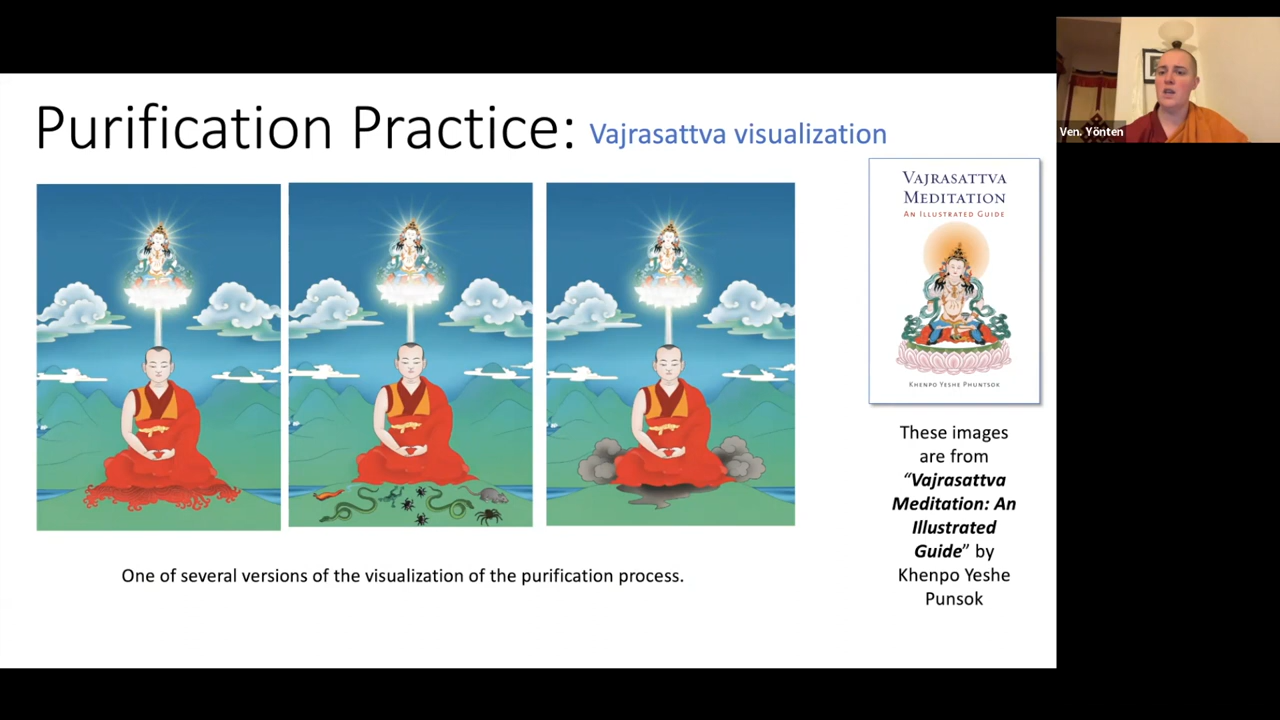 Purification Practice: Vajrasattva visualization
VAJRASATTVA
MEDITATION
AN ILLUSTRATED GUIDE
KHENPO YESHE PHUNTSOK
These images
are from
“Vajrasattva
Meditation: An
Illustrated
Guide” by
Khenpo Yeshe
Punsok
One of several versions of the visualization of the purification process.
Ven. Yönten